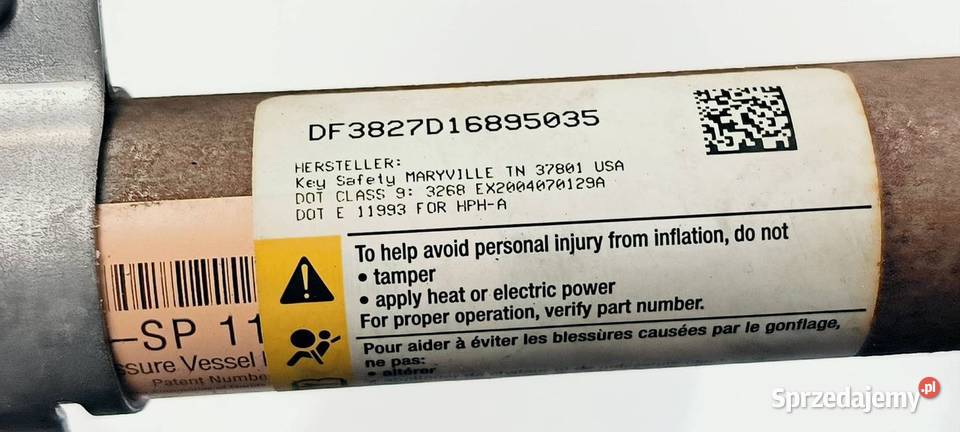 DF3827D16895035
HERSTELLER:
Key Safety MARYVILLE TN 37801 USA
DOT CLASS 9: 3268 EX2004070129A
DOT E 11993 FOR HPH-A
To help avoid personal injury from inflation, do not
• tamper
• apply heat or electric power
For proper operation, verify part number.
Pour aider à éviter les blessures causées par le gonflage,
ne pas:
• altérer
-SP 11
ssure Vessel
Patent Numbe
Sprzedajemy.pl